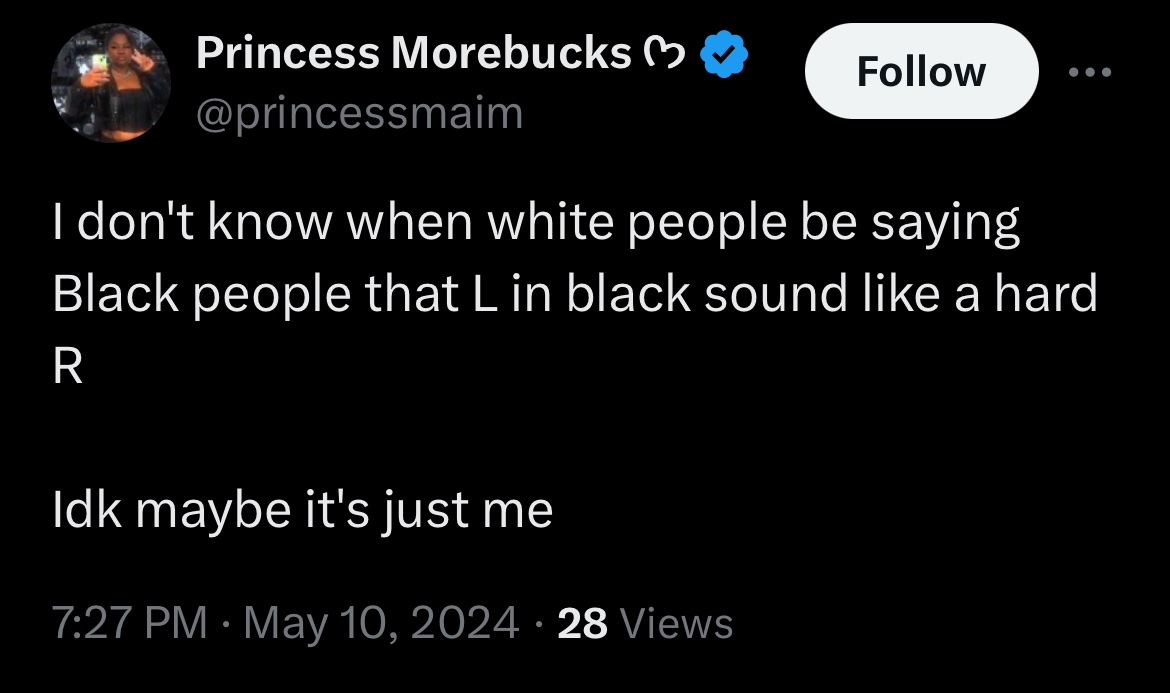 Princess Morebucks ღ
Follow
@princessmaim
I don't know when white people be saying
Black people that L in black sound like a hard
R
Idk maybe it's just me
7:27 PM · May 10, 2024 · 28 Views